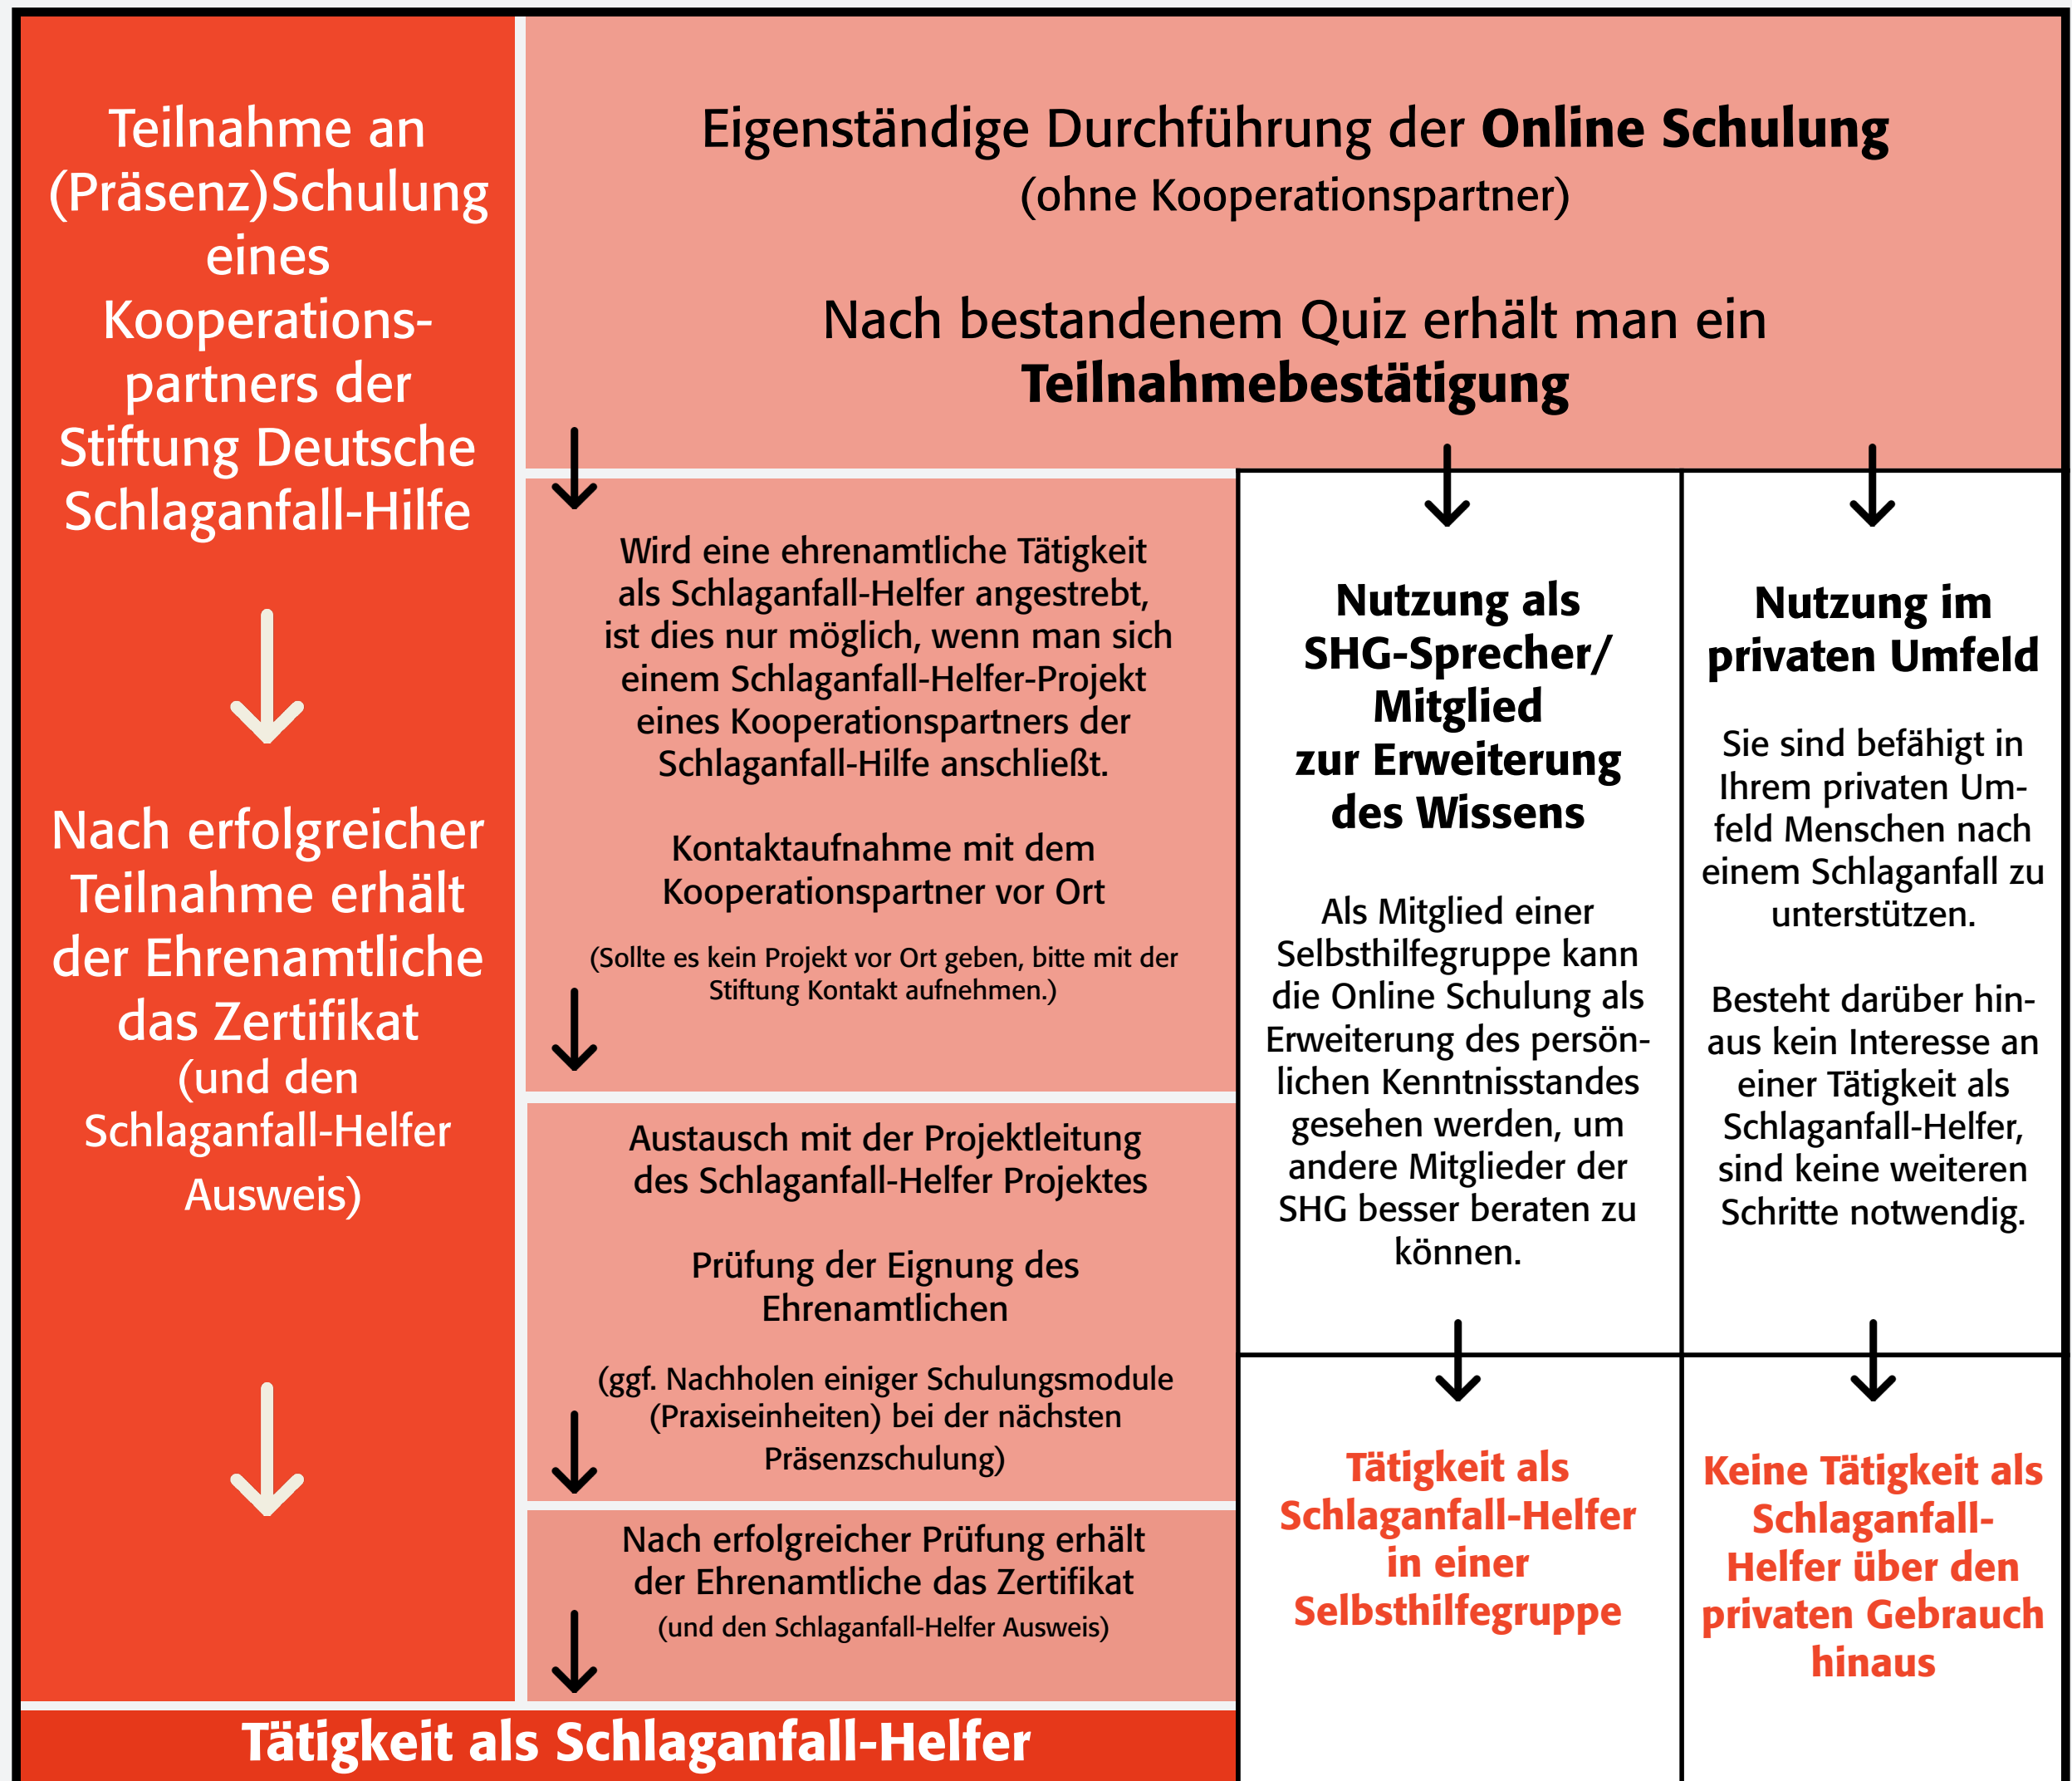 Teilnahme an
(Präsenz)Schulung
eines
Kooperations-
partners der
Stiftung Deutsche
Schlaganfall-Hilfe
Nach erfolgreicher
Teilnahme erhält
der Ehrenamtliche
das Zertifikat
(und den
Schlaganfall-Helfer
Ausweis)
Eigenständige Durchführung der Online Schulung
(ohne Kooperationspartner)
Nach bestandenem Quiz erhält man ein
Teilnahmebestätigung
Wird eine ehrenamtliche Tätigkeit
als Schlaganfall-Helfer angestrebt,
ist dies nur möglich, wenn man sich
einem Schlaganfall-Helfer-Projekt
eines Kooperationspartners der
Schlaganfall-Hilfe anschließt.
Kontaktaufnahme mit dem
Kooperationspartner vor Ort
(Sollte es kein Projekt vor Ort geben, bitte mit der
Stiftung Kontakt aufnehmen.)
Austausch mit der Projektleitung
des Schlaganfall-Helfer Projektes
Prüfung der Eignung des
Ehrenamtlichen
(ggf. Nachholen einiger Schulungsmodule
(Praxiseinheiten) bei der nächsten
Präsenzschulung)
Nach erfolgreicher Prüfung erhält
der Ehrenamtliche das Zertifikat
(und den Schlaganfall-Helfer Ausweis)
Tätigkeit als Schlaganfall-Helfer
Nutzung als
SHG-Sprecher/
Mitglied
zur Erweiterung
des Wissens
Als Mitglied einer
Selbsthilfegruppe kann
die Online Schulung als
Erweiterung des persön-
lichen Kenntnisstandes
gesehen werden, um
andere Mitglieder der
SHG besser beraten zu
können.
Tätigkeit als
Schlaganfall-Helfer
in einer
Selbsthilfegruppe
Nutzung im
privaten Umfeld
Sie sind befähigt in
Ihrem privaten Um-
feld Menschen nach
einem Schlaganfall zu
unterstützen.
Besteht darüber hin-
aus kein Interesse an
einer Tätigkeit als
Schlaganfall-Helfer,
sind keine weiteren
Schritte notwendig.
Keine Tätigkeit als
Schlaganfall-
Helfer über den
privaten Gebrauch
hinaus